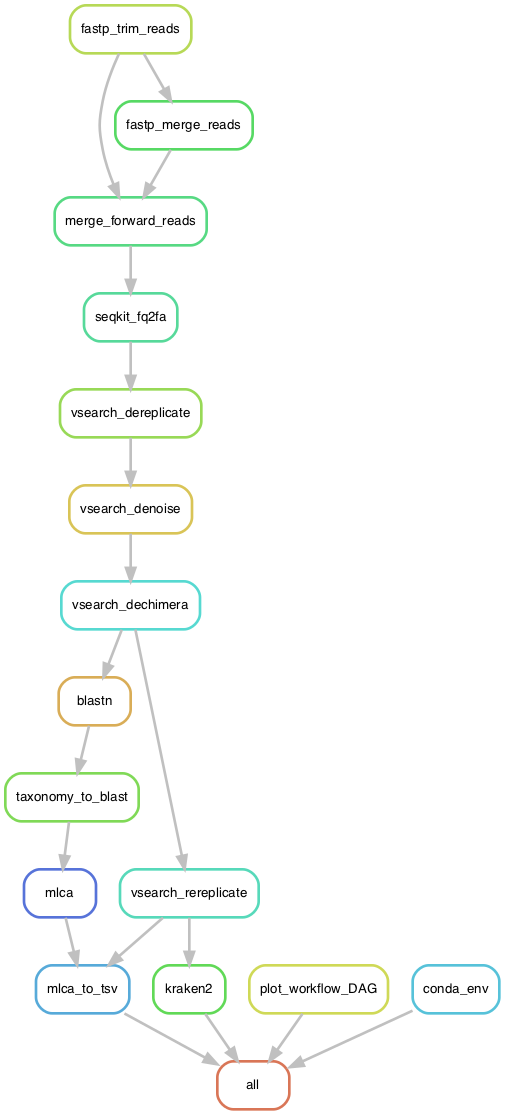 fastp_trim_reads
fastp_merge_reads
merge_forward_reads
seqkit_fq2fa
vsearch_dereplicate
vsearch_denoise
vsearch_dechimera
blastn
taxonomy_to_blast
mlca
vsearch_rereplicate
mlca_to_tsv
kraken2
plot_workflow_DAG
conda_env
all